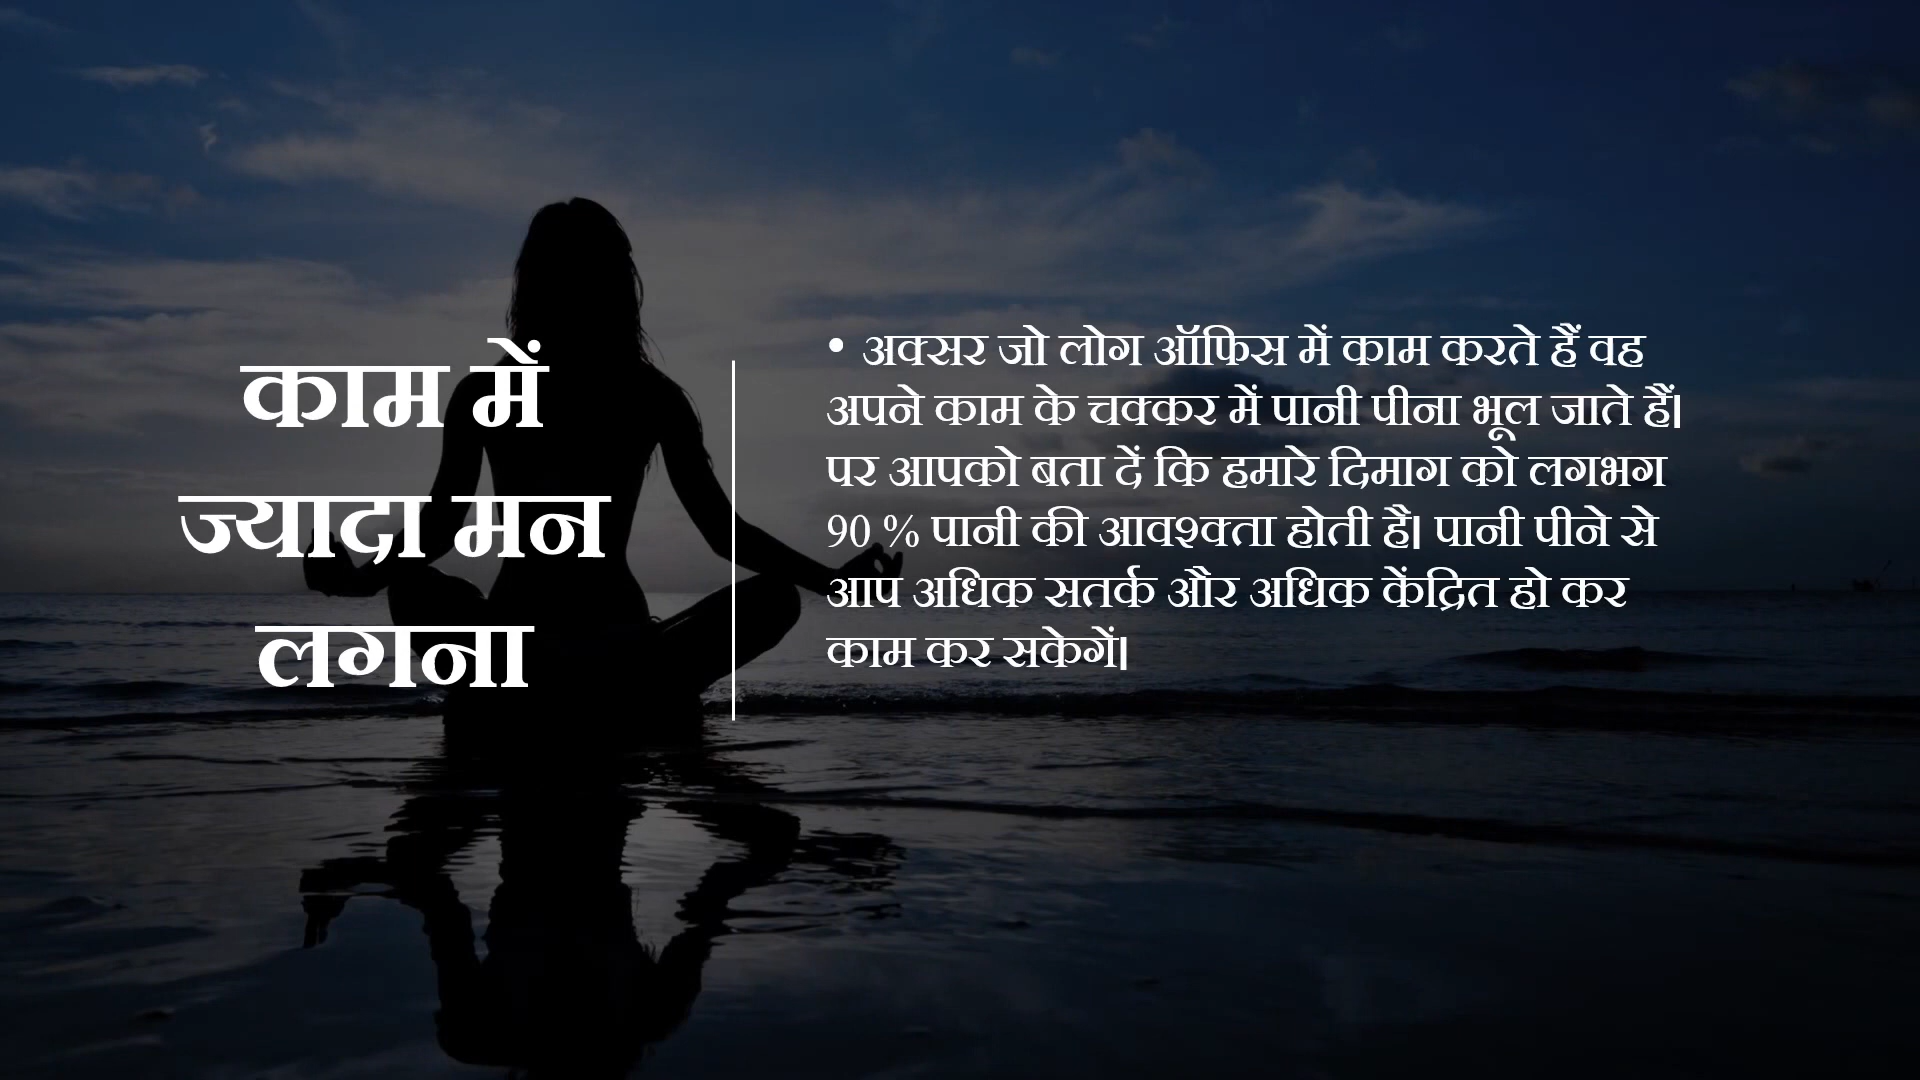 काम में
ज्यादा मन
लगना
• अक्सर जो लोग ऑफिस में काम करते हैं वह
अपने काम के चक्कर में पानी पीना भूल जाते हैं।
पर आपको बता दें कि हमारे दिमाग को लगभग
90 % पानी की आवश्क्ता होती है। पानी पीने से
आप अधिक सतर्क और अधिक केंद्रित हो कर
काम कर सकेगें।